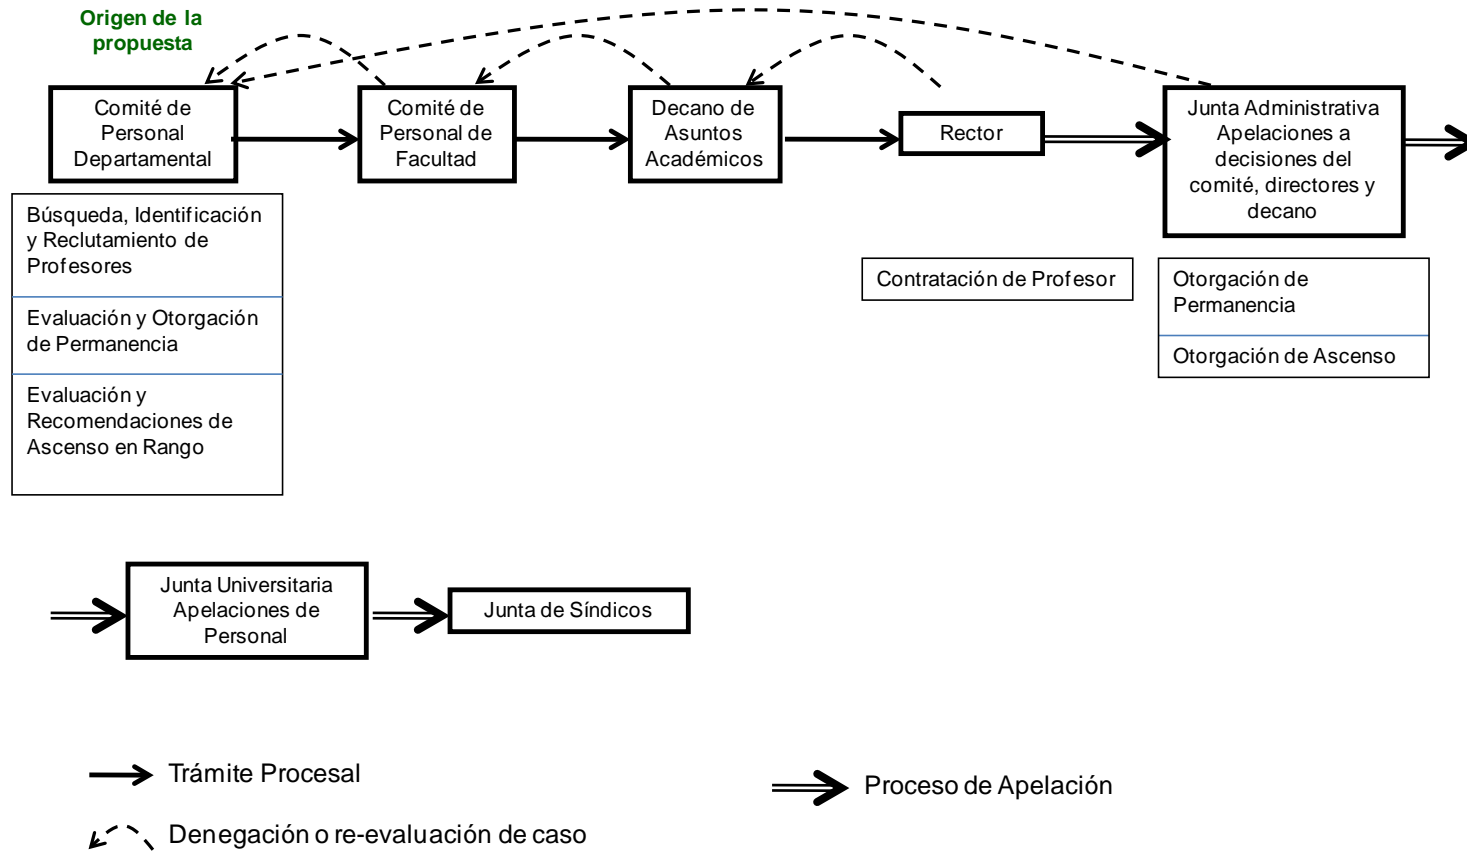 Origen de la
propuesta
Comité de
Personal
Departamental
Comité de
Personal de
Facultad
Decano de
Asuntos
Académicos
Rector
Junta Administrativa
Apelaciones a
decisiones del
comité, directores y
decano
Búsqueda, Identificación
y Reclutamiento de
Profesores
Evaluación y Otorgación
de Permanencia
Evaluación y
Recomendaciones de
Ascenso en Rango
Contratación de Profesor
Otorgación de
Permanencia
Otorgación de Ascenso
Junta Universitaria
Apelaciones de
Personal
Junta de Síndicos
Trámite Procesal
Proceso de Apelación
Denegación o re-evaluación de caso